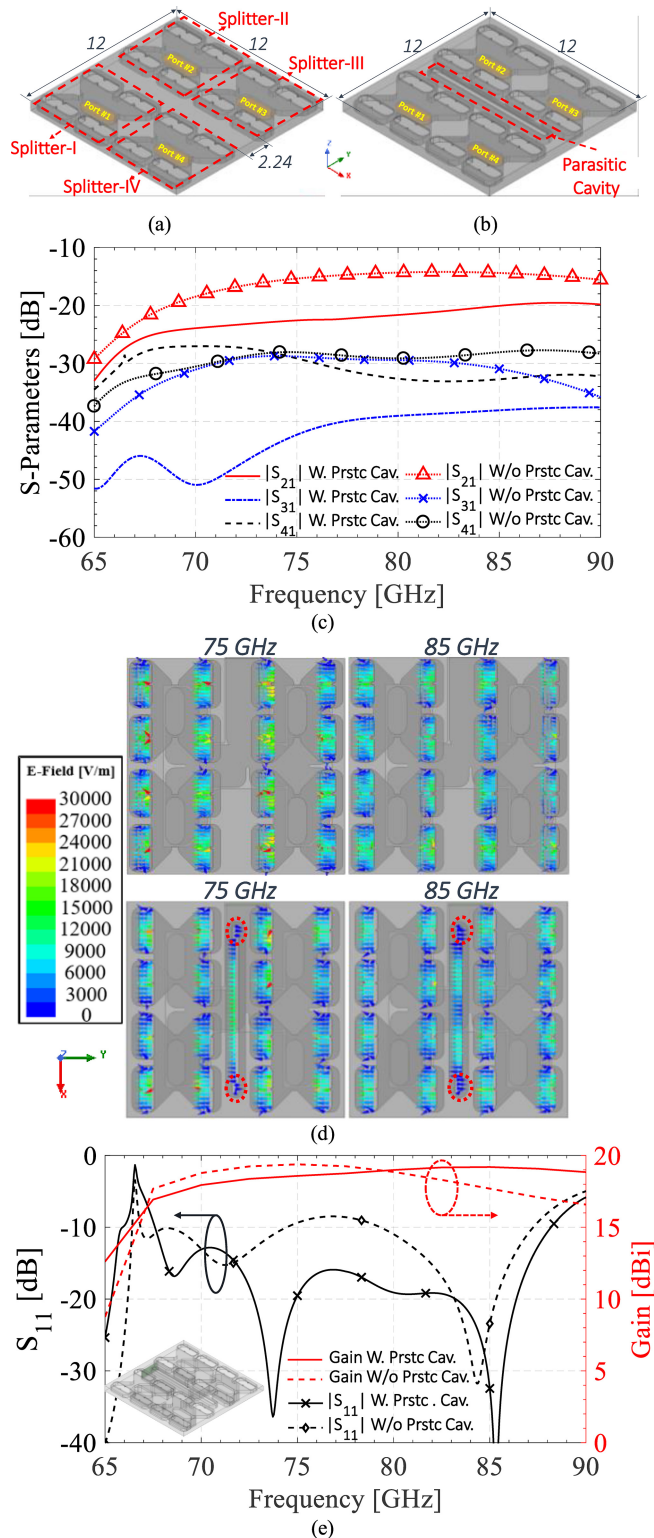 Splitter-II
12
12
Splitter-III
Port #2
Port #1
Port #3
Port #4
Splitter-I
Splitter-IV
2.24
12
12
Port #2
Port #1
Port #3
Port #4
Parasitic
Cavity
Z
Y
X
(a)
(b)
-10
-20
-30
-40
-50
-60
S-Parameters [dB]
|S21| W. Prstc Cav.
|S31| W. Prstc Cav.
|S41| W. Prstc Cav.
|S21| W/o Prstc Cav.
|S31| W/o Prstc Cav.
|S41| W/o Prstc Cav.
65 70 75 80 85 90
Frequency [GHz]
(c)
75 GHz
85 GHz
E-Field [V/m]
30000
27000
24000
21000
18000
15000
12000
9000
6000
3000
0
75 GHz
85 GHz
Z
Y
X
(d)
0
-10
-20
-30
-40
S11 [dB]
20
15
10
5
0
Gain [dBi]
Gain W. Prstc Cav.
Gain W/o Prstc Cav.
|S11| W. Prstc . Cav.
|S11| W/o Prstc Cav.
65 70 75 80 85 90
Frequency [GHz]
(e)